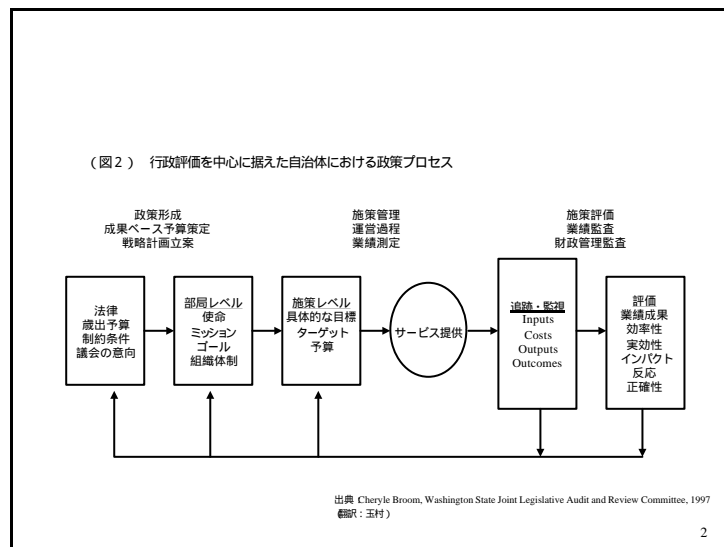 （図２） 行政評価を中心に据えた自治体における政策プロセス
政策形成
成果ベース予算策定
戦略計画立案
施策管理
運営過程
業績測定
施策評価
業績監査
財政管理監査
法律
歳出予算
制約条件
議会の意向
部局レベル
使命
ミッション
ゴール
組織体制
施策レベル
具体的な目標
ターゲット
予算
サービス提供
追跡・監視
Inputs
Costs
Outputs
Outcomes
評価
業績成果
効率性
実効性
インパクト
反応
正確性
出典 Cheryle Broom, Washington State Joint Legislative Audit and Review Committee, 1997
翻訳：玉村）
2